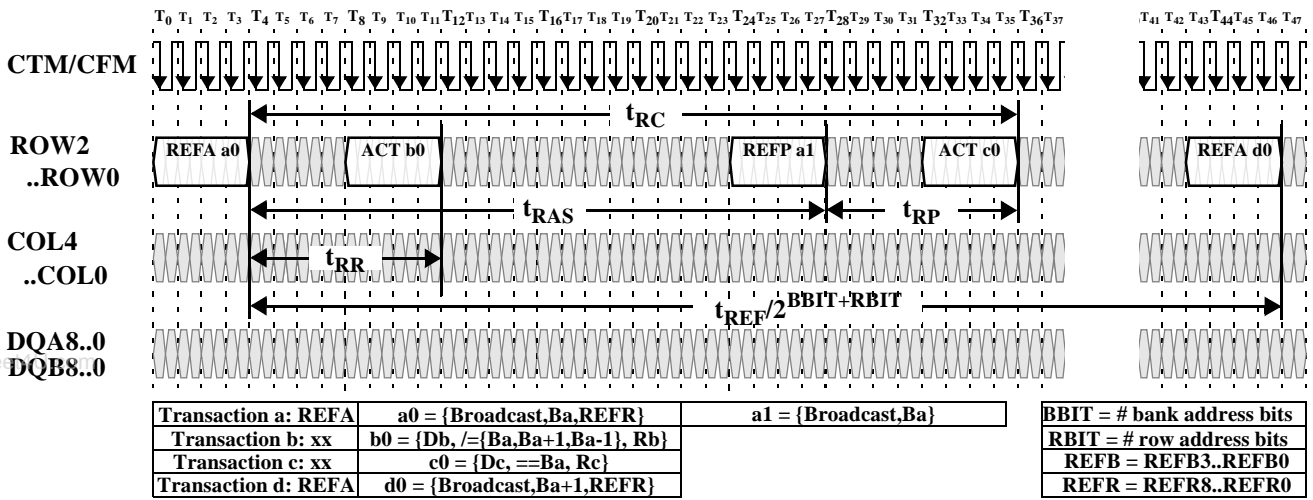 T0 T1 T2 T3 T4 T5 T6 T7 T8 T9 T10 T11 T12 T13 T14 T15 T16 T17 T18 T19 T20 T21 T22 T23 T24 T25 T26 T27 T28 T29 T30 T31 T32 T33 T34 T35 T36 T37 T41 T42 T43 T44 T45 T46 T47
CTM/CFM
tRC
ROW2
..ROW0
REFA a0 ACT b0 REFP a1 ACT c0 REFA d0
tRAS tRP
COL4
..COL0
tRR
tREF/2^BBIT+RBIT
DQA8..0
DQB8..0
Transaction a: REFA a0 = {Broadcast,Ba,REFR} a1 = {Broadcast,Ba}
Transaction b: xx b0 = {Db, /={Ba,Ba+1,Ba-1}, Rb}
Transaction c: xx c0 = {Dc, ==Ba, Rc}
Transaction d: REFA d0 = {Broadcast,Ba+1,REFR}
BBIT = # bank address bits
RBIT = # row address bits
REFB = REFB3..REFB0
REFR = REFR8..REFR0